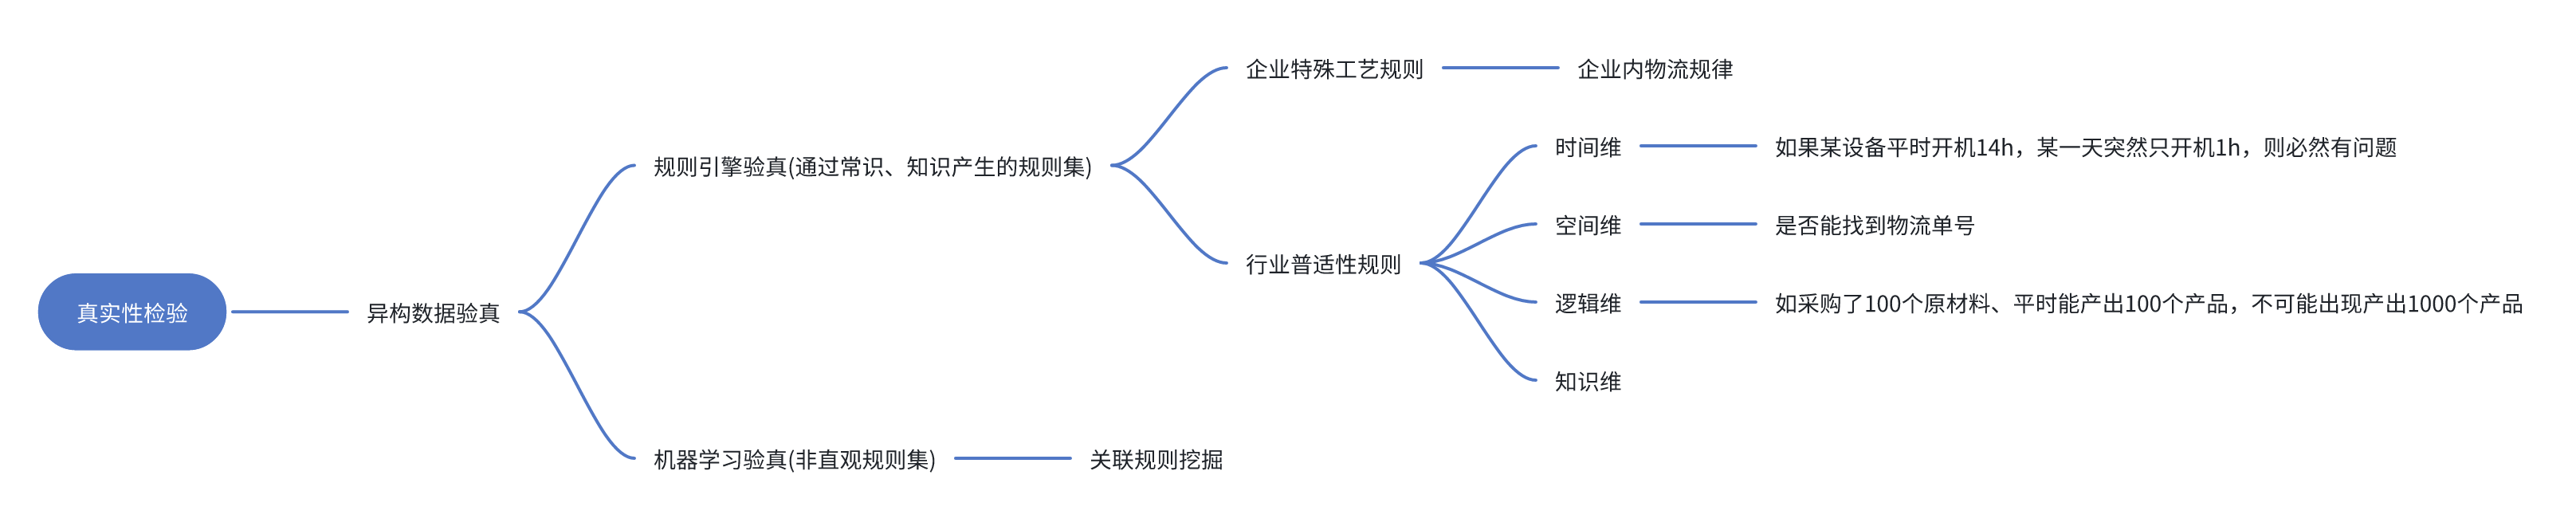 真实性检验
异构数据验真
规则引擎验真(通过常识、知识产生的规则集)
企业特殊工艺规则
企业内物流规律
行业普适性规则
时间维
如果某设备平时开机14h，某一天突然只开机1h，则必然有问题
空间维
是否能找到物流单号
逻辑维
如采购了100个原材料、平时能产出100个产品，不可能出现产出1000个产品
知识维
机器学习验真(非直观规则集)
关联规则挖掘